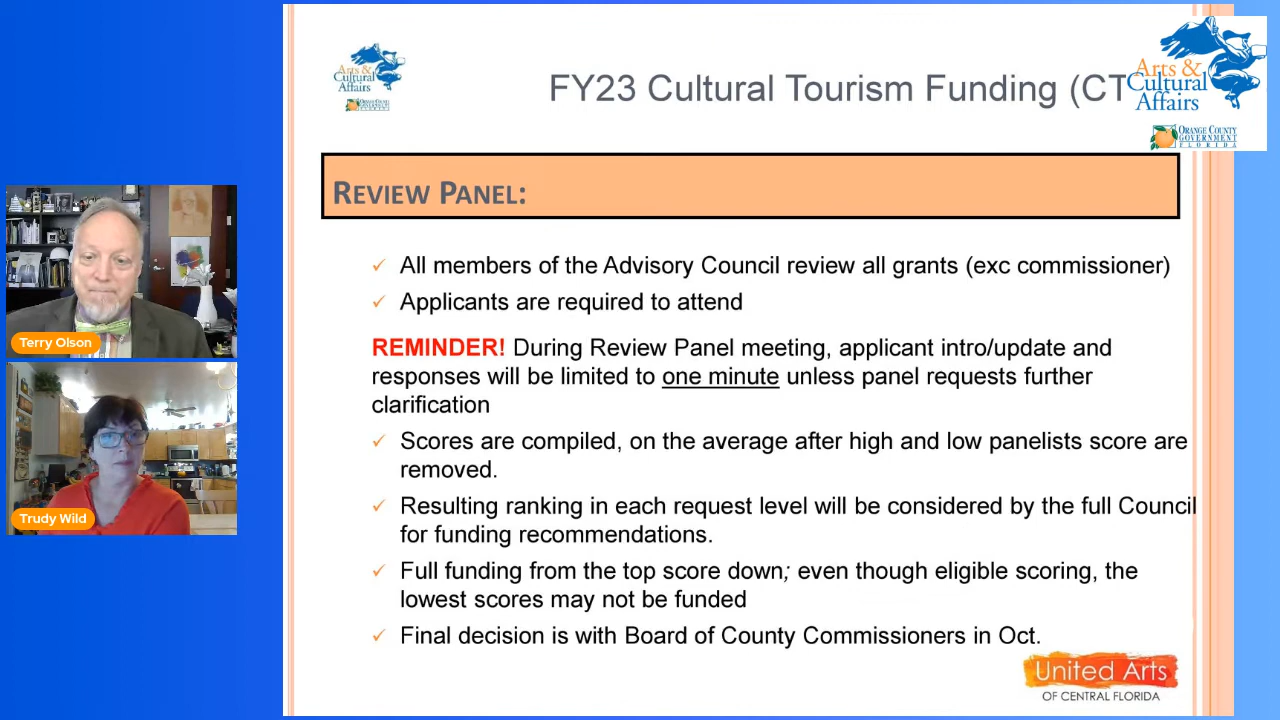 Arts &
Cultural
Affairs
FY23 Cultural Tourism Funding (CT
Arts &
Cultural
Affairs
ORANGE COUNTY
GOVERNMENT
FLORIDA
REVIEW PANEL:
✓ All members of the Advisory Council review all grants (exc commissioner)
✓ Applicants are required to attend
REMINDER! During Review Panel meeting, applicant intro/update and
responses will be limited to one minute unless panel requests further
clarification
✓ Scores are compiled, on the average after high and low panelists score are
removed.
✓ Resulting ranking in each request level will be considered by the full Council
for funding recommendations.
✓ Full funding from the top score down; even though eligible scoring, the
lowest scores may not be funded
✓ Final decision is with Board of County Commissioners in Oct.
United Arts
OF CENTRAL FLORIDA
Terry Olson
Trudy Wild